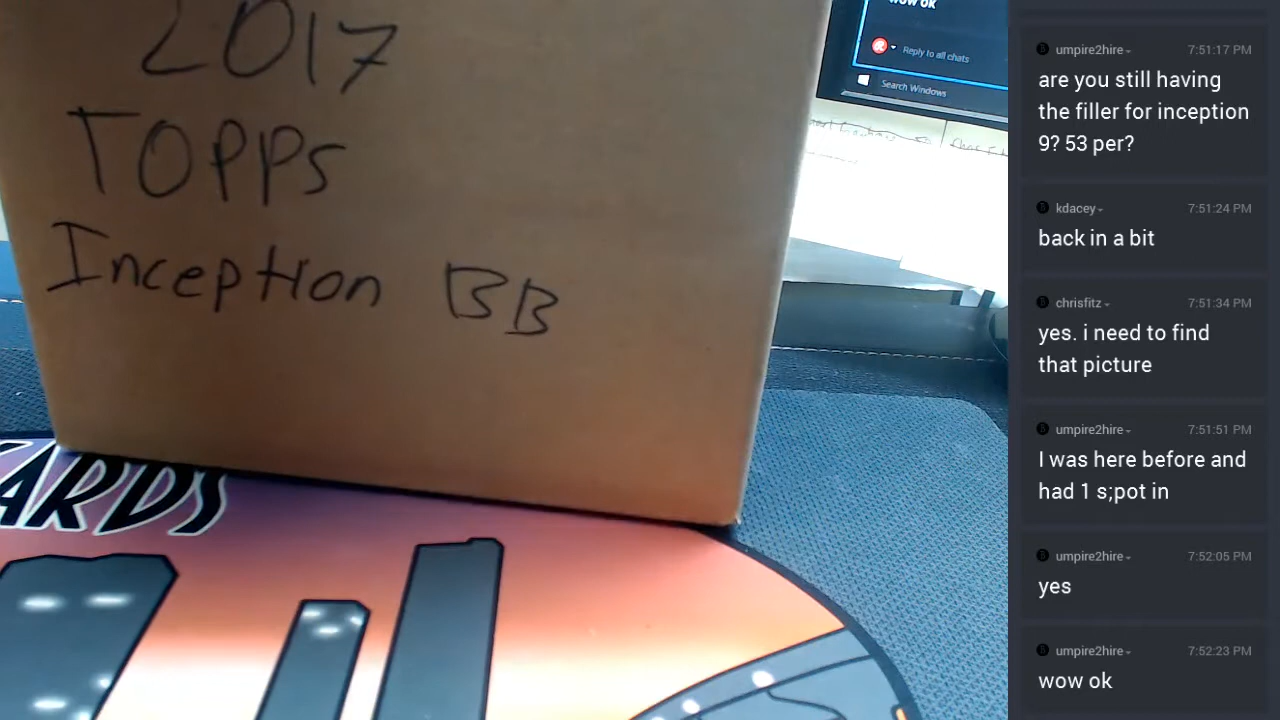 2017
TOPPS
Inception BB
ARDS
wow ok
Reply to all chats
Search Windows
umpire2hire
7:51:17 PM
are you still having
the filler for inception
9? 53 per?
kdacey
7:51:24 PM
back in a bit
chrisfitz
7:51:34 PM
yes. i need to find
that picture
umpire2hire
7:51:51 PM
I was here before and
had 1 s;pot in
umpire2hire
7:52:05 PM
yes
umpire2hire
7:52:23 PM
wow ok